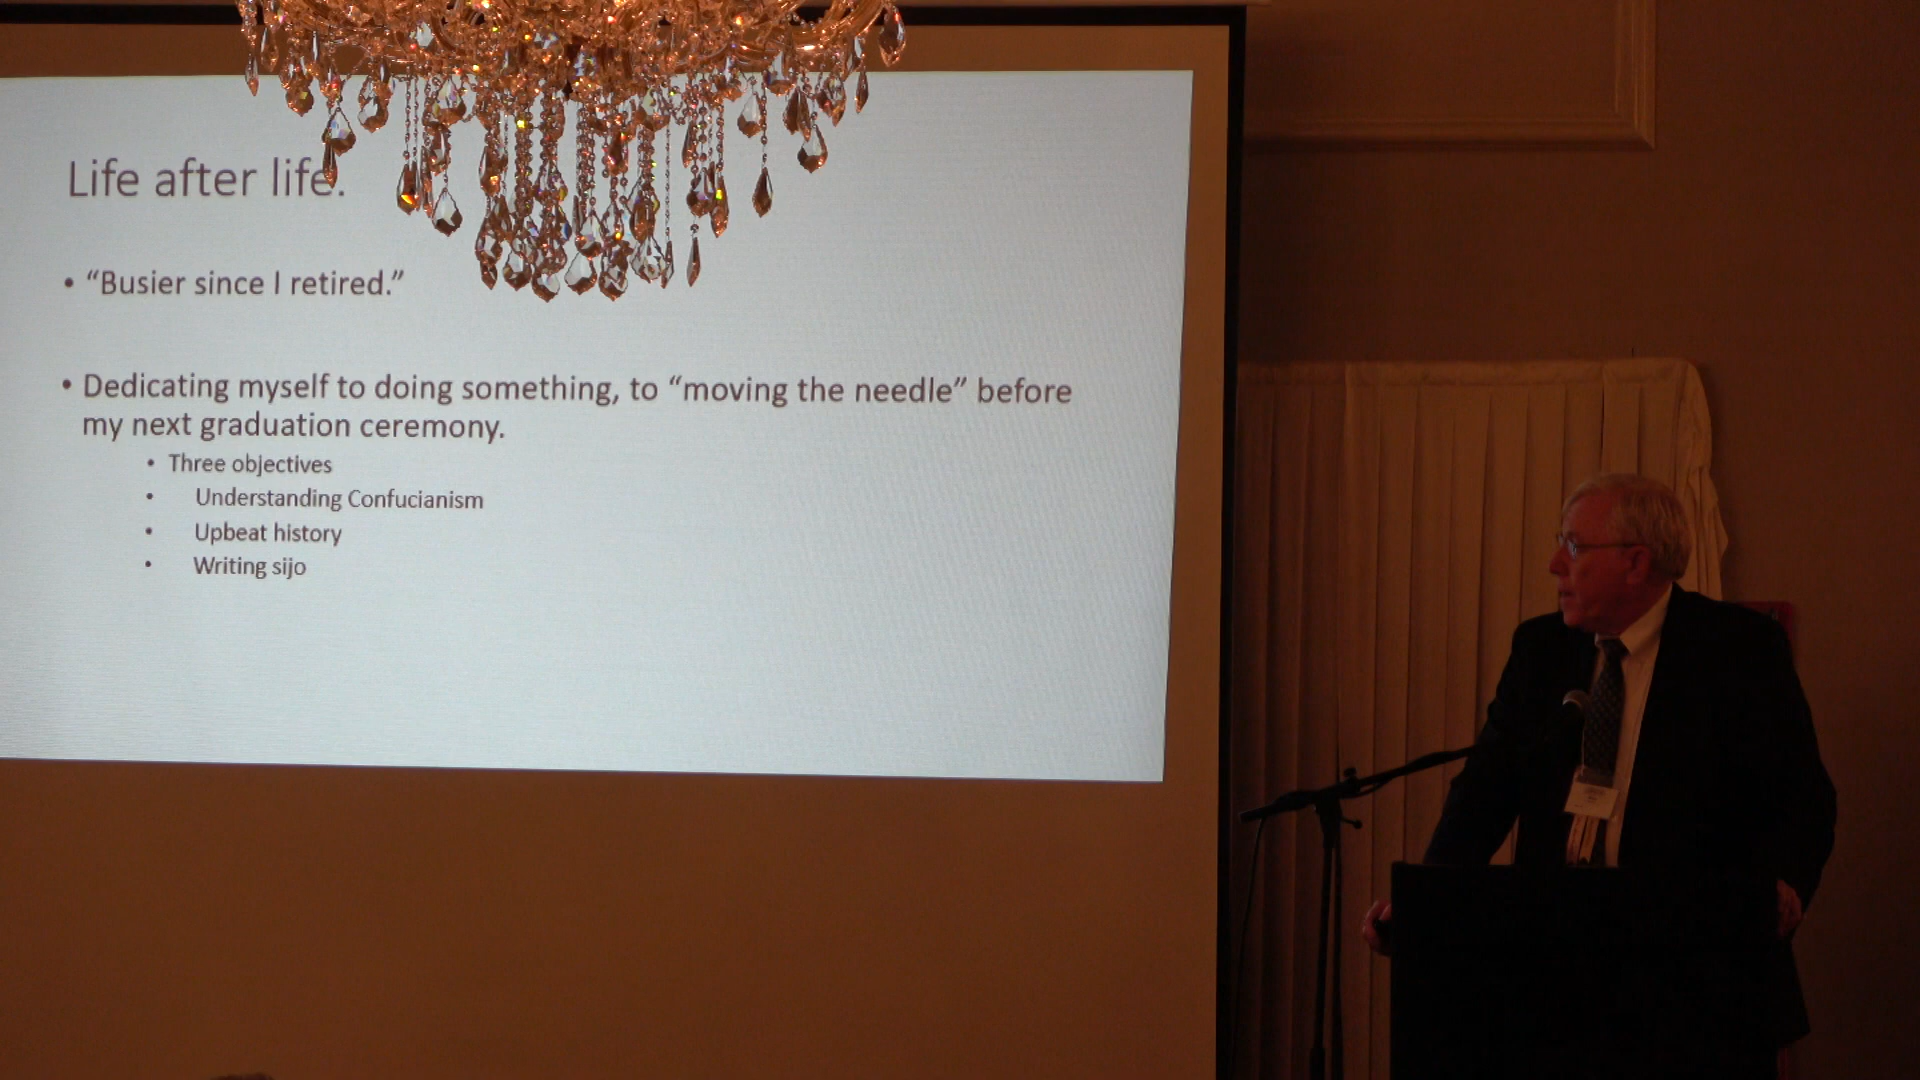 Life after life.
• “Busier since I retired.”
• Dedicating myself to doing something, to “moving the needle” before
my next graduation ceremony.
• Three objectives
• Understanding Confucianism
• Upbeat history
• Writing sijo